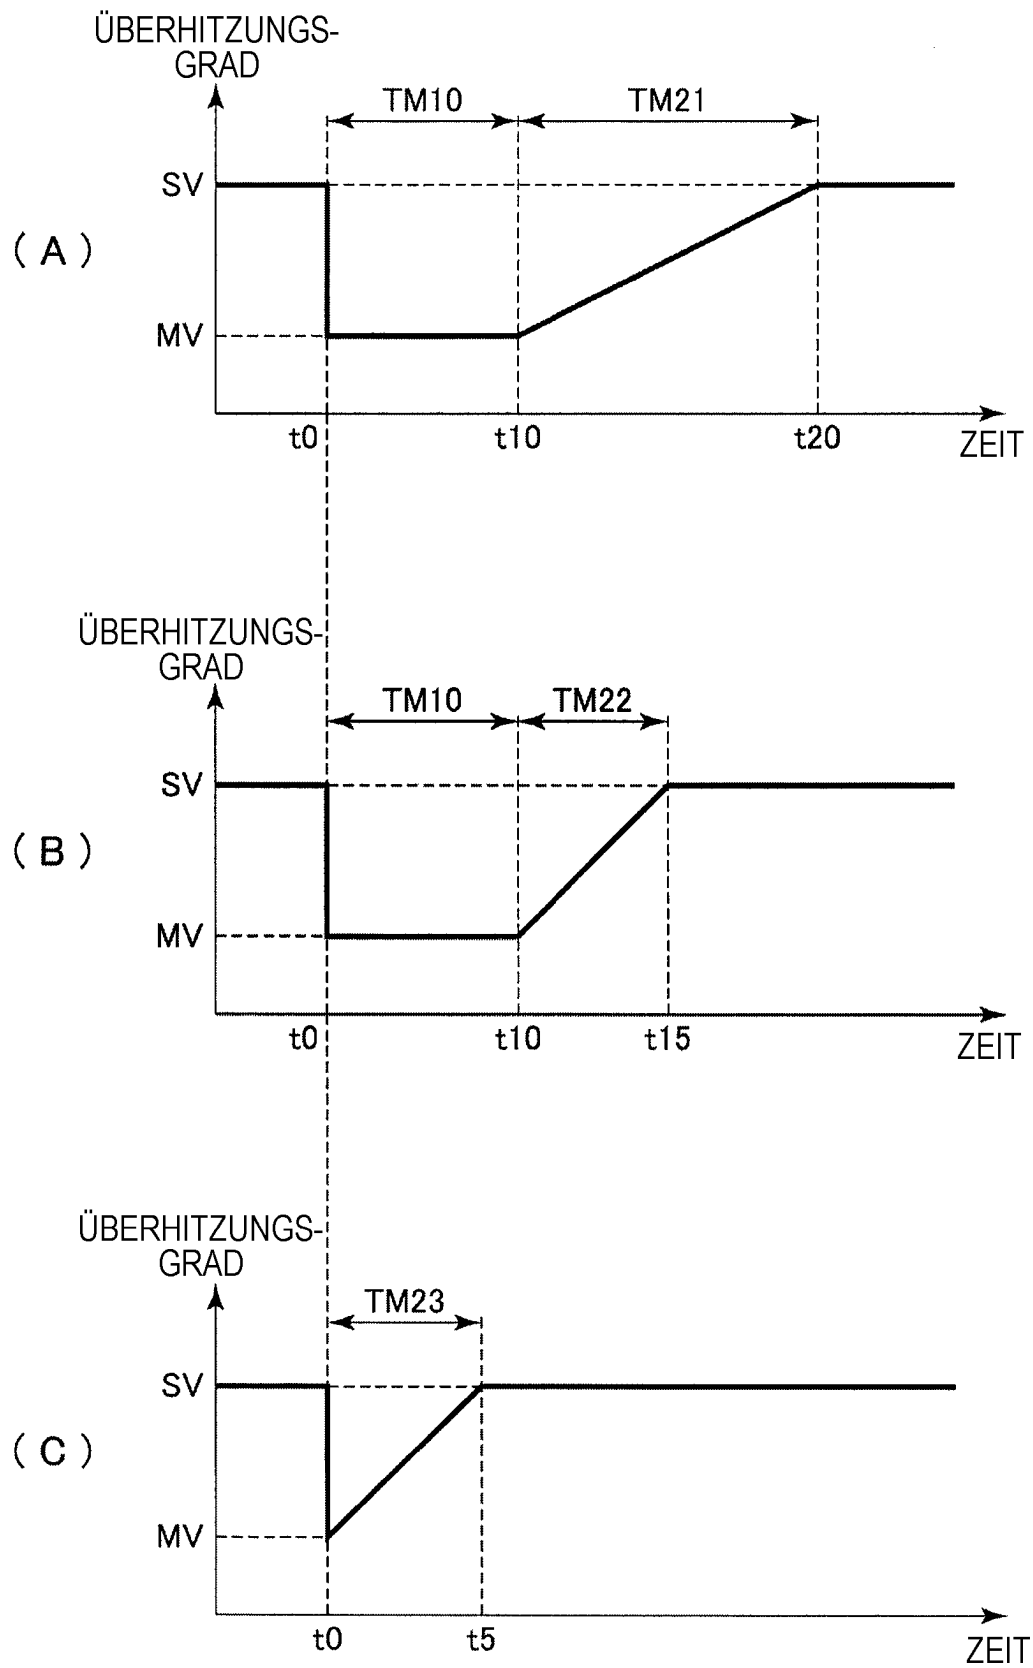 ÜBERHITZUNGS-
GRAD
TM10
TM21
SV
( A )
MV
t0
t10
t20
ZEIT
ÜBERHITZUNGS-
GRAD
TM10
TM22
SV
( B )
MV
t0
t10
t15
ZEIT
ÜBERHITZUNGS-
GRAD
TM23
SV
( C )
MV
t0
t5
ZEIT